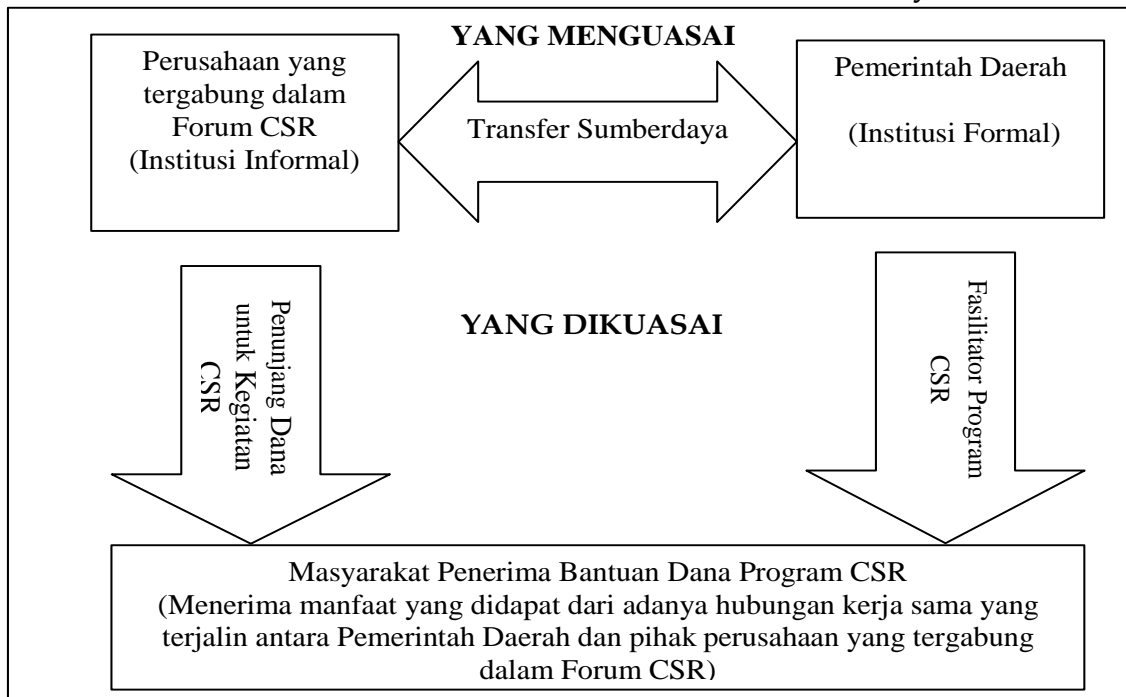 YANG MENGUASAI
Perusahaan yang
tergabung dalam
Forum CSR
(Institusi Informal)
Transfer Sumberdaya
Pemerintah Daerah
(Institusi Formal)
Penunjang Dana
untuk Kegiatan
CSR
YANG DIKUASAI
Fasilitator Program
CSR
Masyarakat Penerima Bantuan Dana Program CSR
(Menerima manfaat yang didapat dari adanya hubungan kerja sama yang
terjalin antara Pemerintah Daerah dan pihak perusahaan yang tergabung
dalam Forum CSR)